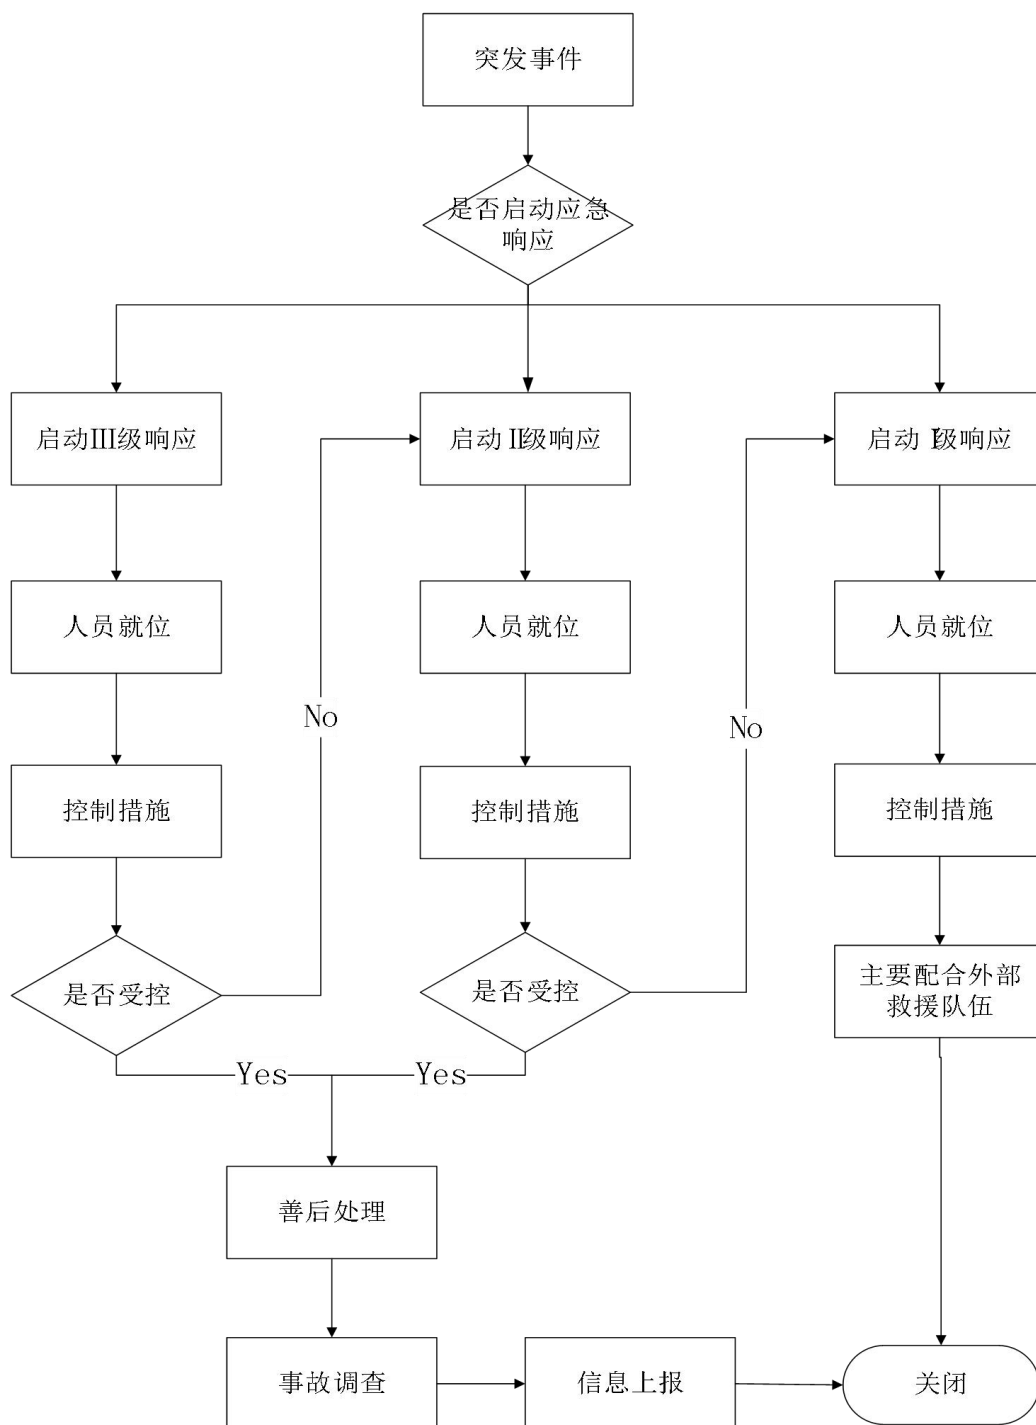 突发事件
是否启动应急
响应
启动III级响应
启动II级响应
启动I级响应
人员就位
人员就位
人员就位
No
No
控制措施
控制措施
控制措施
是否受控
是否受控
主要配合外部
救援队伍
Yes
Yes
善后处理
事故调查
信息上报
关闭